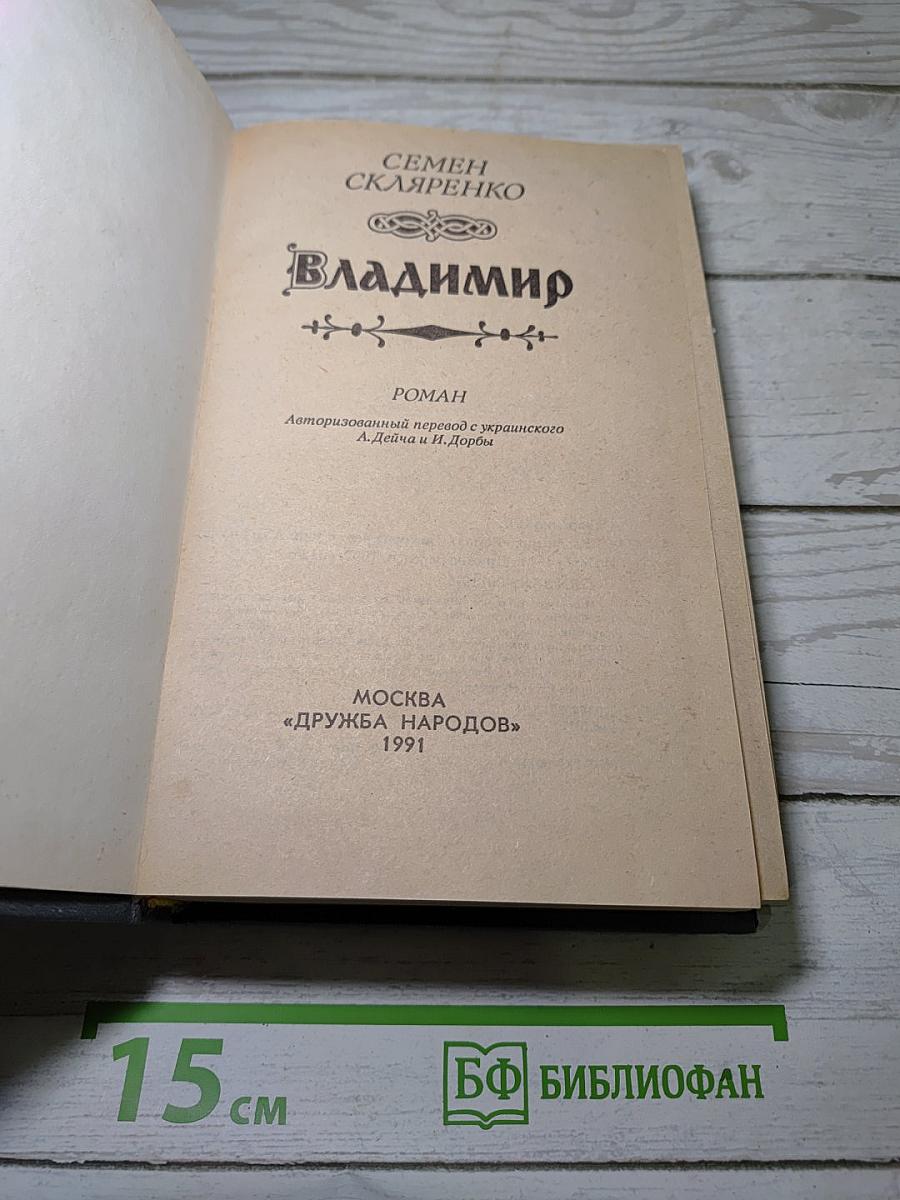 СЕМЕН
СКЛЯРЕНКО
Владимир
РОМАН
Авторизованный перевод с украинского
А. Дейча и И. Дорбы
МОСКВА
«ДРУЖБА НАРОДОВ»
1991
15 см
БФ БИБЛИОФАН